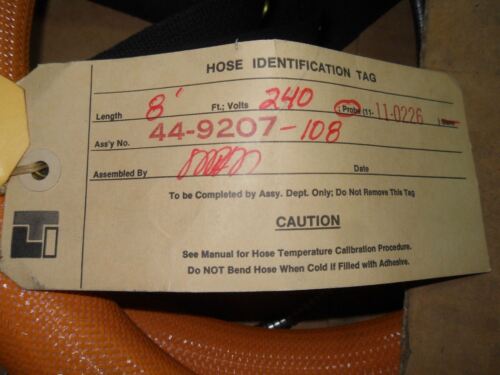 HOSE IDENTIFICATION TAG
Length 8' Ft.; Volts 240 ; Probe (11- 11-0226
Ass'y No. 44-9207-108
Assembled By Date
To be Completed by Assy. Dept. Only; Do Not Remove This Tag
CAUTION
See Manual for Hose Temperature Calibration Procedure.
Do NOT Bend Hose When Cold if Filled with Adhesive.